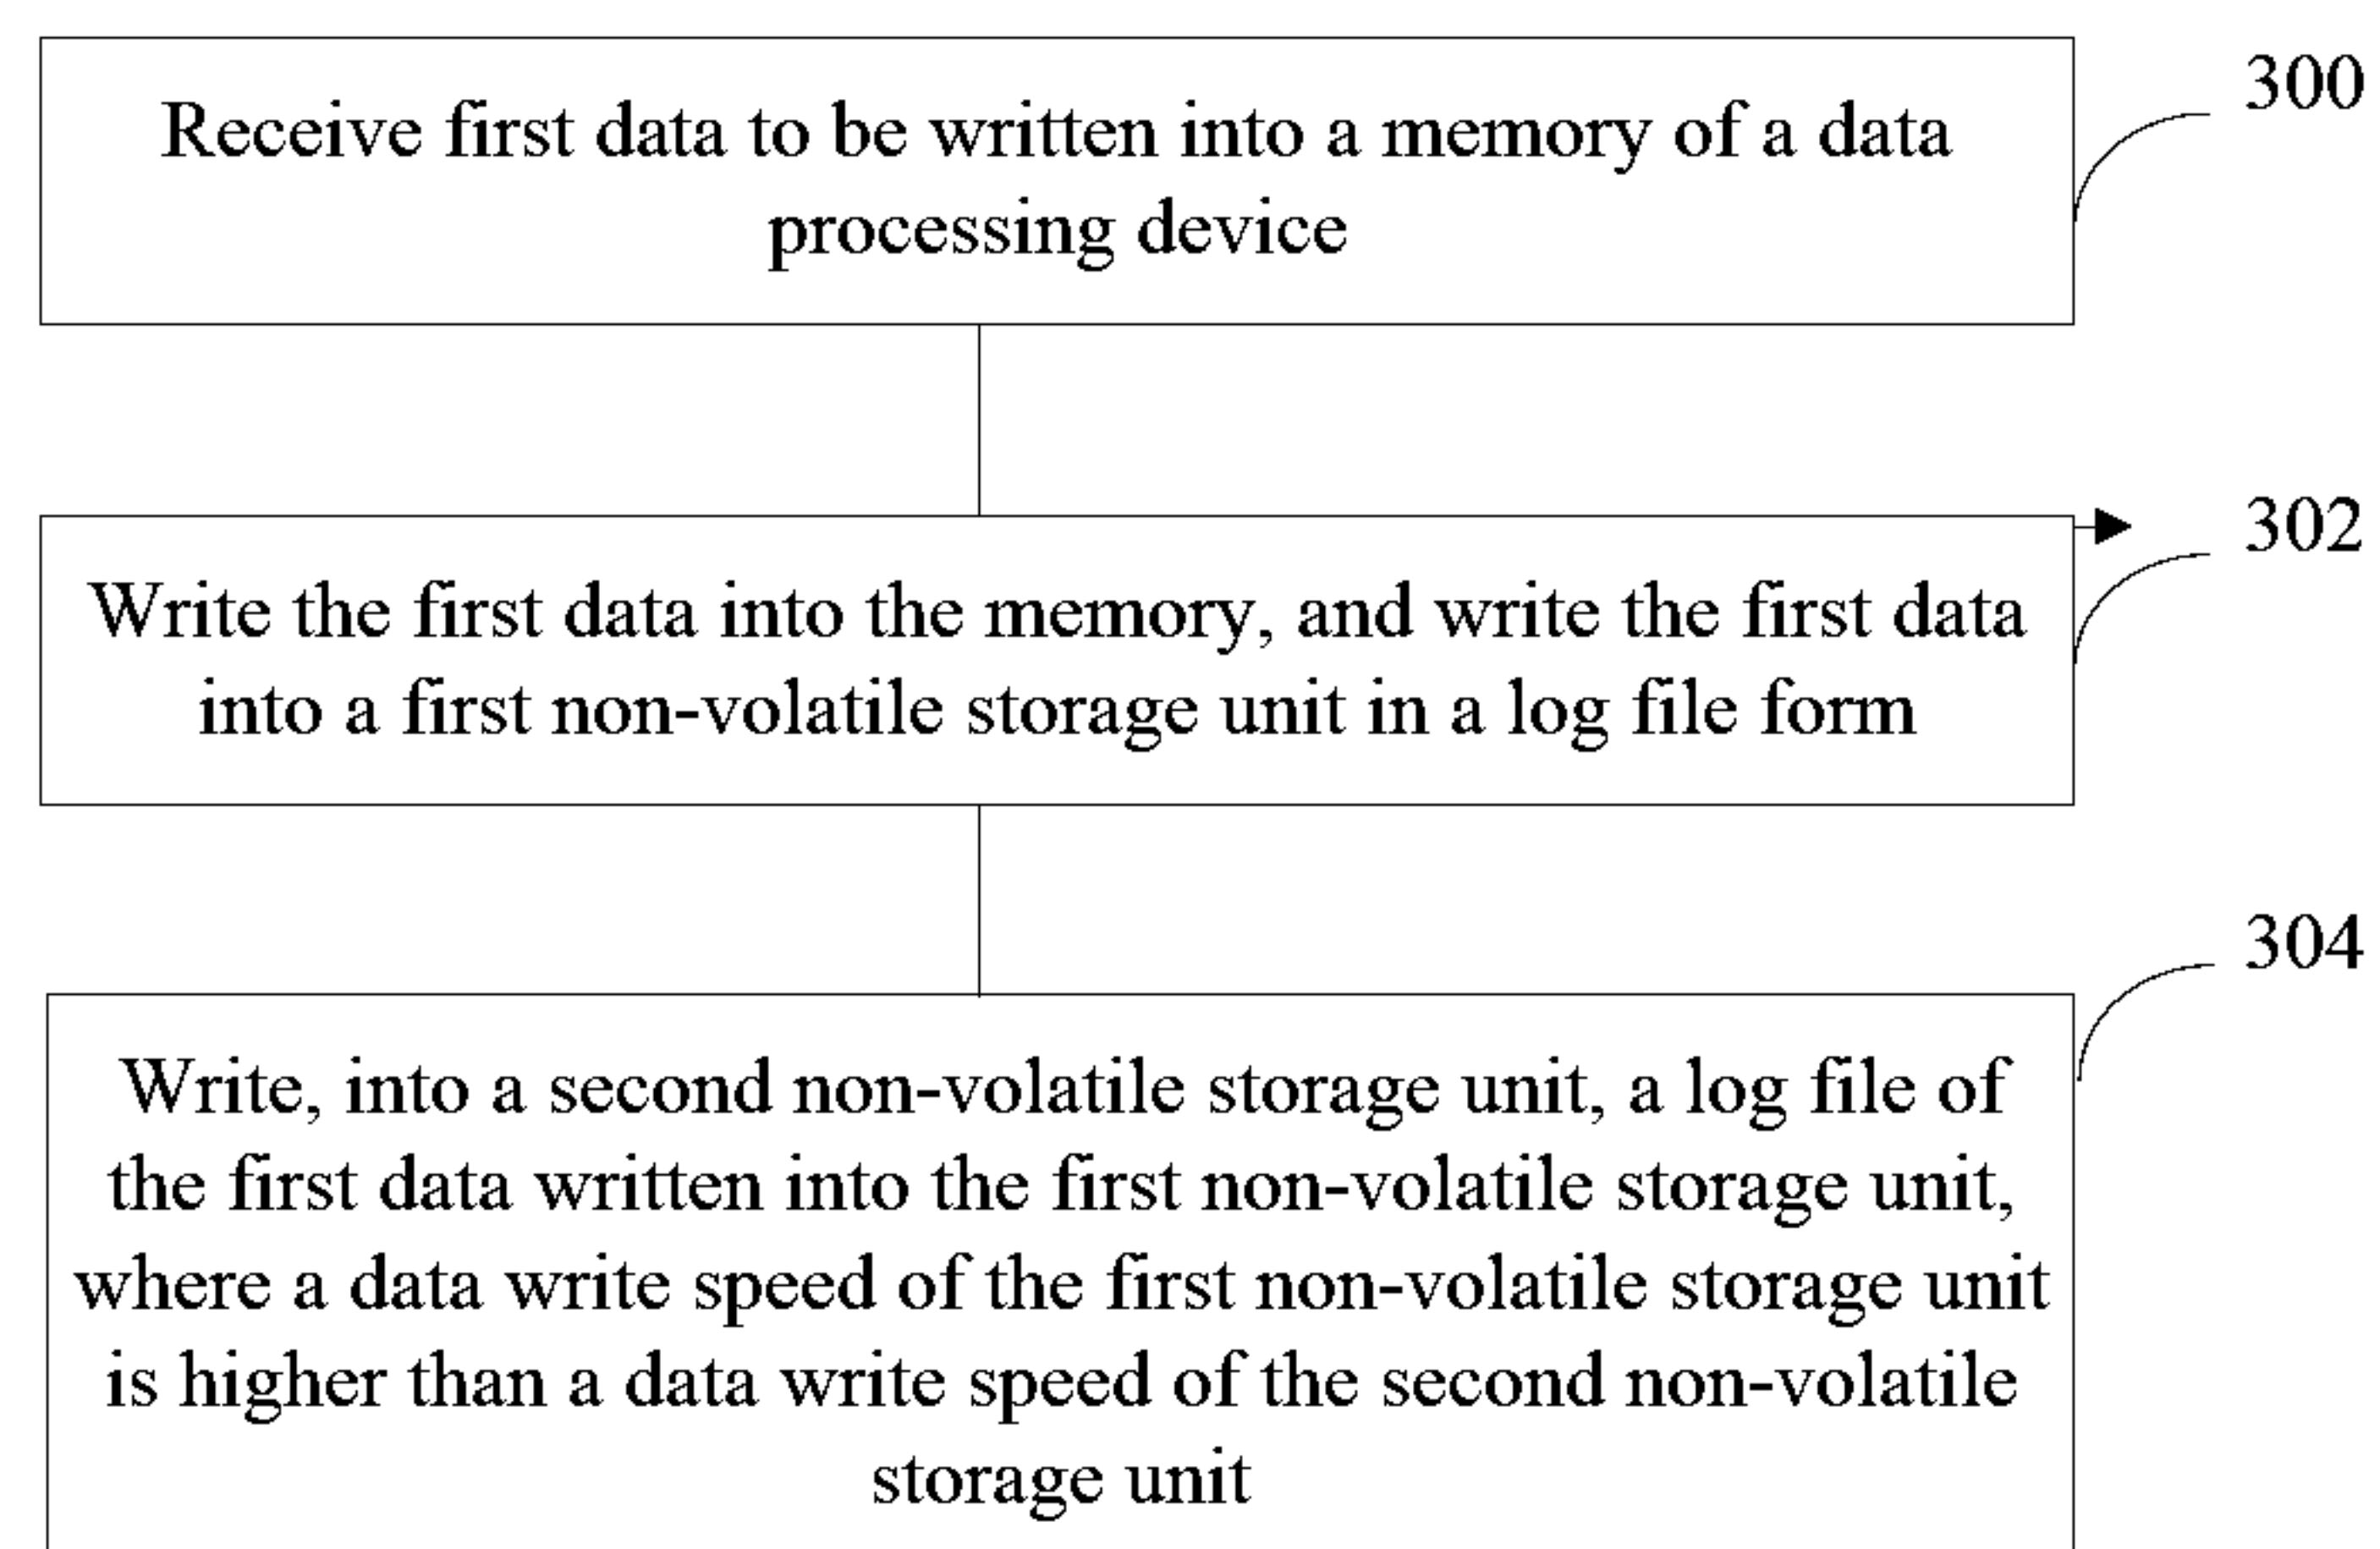 300
Receive first data to be written into a memory of a data
processing device
302
Write the first data into the memory, and write the first data
into a first non-volatile storage unit in a log file form
304
Write, into a second non-volatile storage unit, a log file of
the first data written into the first non-volatile storage unit,
where a data write speed of the first non-volatile storage unit
is higher than a data write speed of the second non-volatile
storage unit